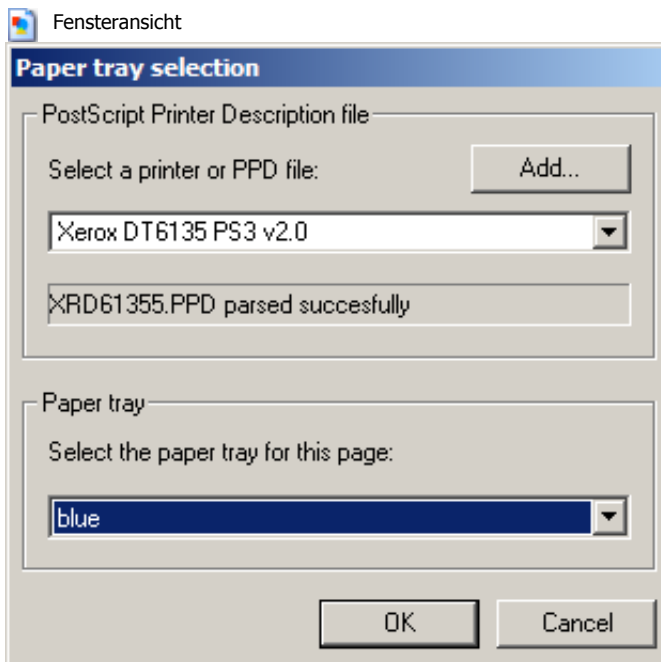 Fensteransicht
Paper tray selection
PostScript Printer Description file
Select a printer or PPD file:
Add...
Xerox DT6135 PS3 v2.0
XRD61355.PPD parsed succesfully
Paper tray
Select the paper tray for this page:
blue
OK
Cancel